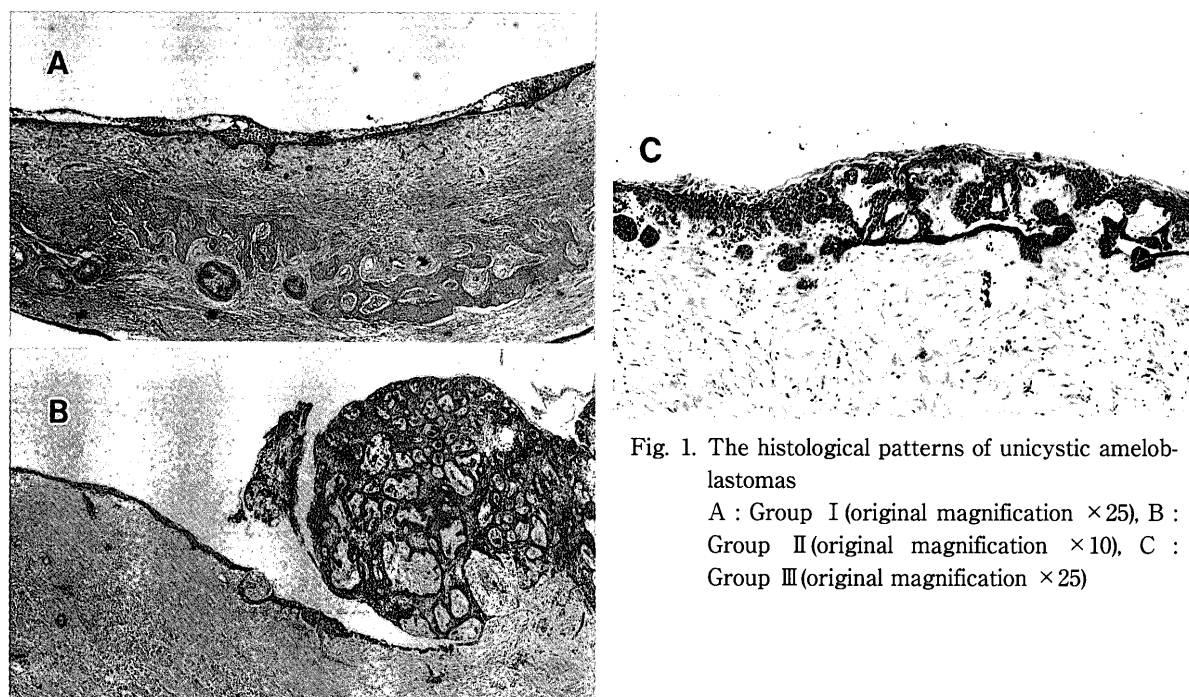 A
B
C
Fig. 1. The histological patterns of unicystic amelob-
lastomas
A : Group Ⅰ(original magnification ×25), B :
Group Ⅱ(original magnification ×10), C :
Group Ⅲ(original magnification ×25)